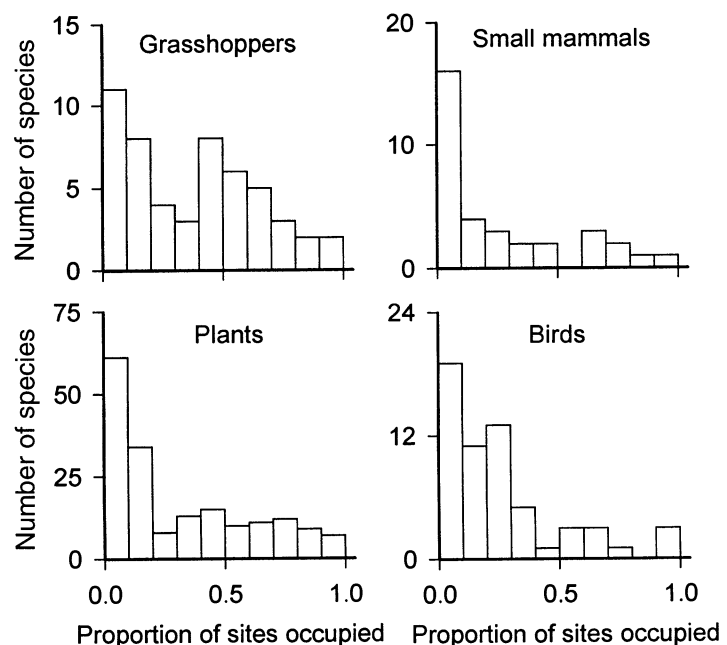 Grasshoppers
Number of species
15
10
5
0
Small mammals
20
10
0
Plants
Number of species
75
50
25
0
0.0 0.5 1.0
Proportion of sites occupied
Birds
24
12
0
0.0 0.5 1.0
Proportion of sites occupied